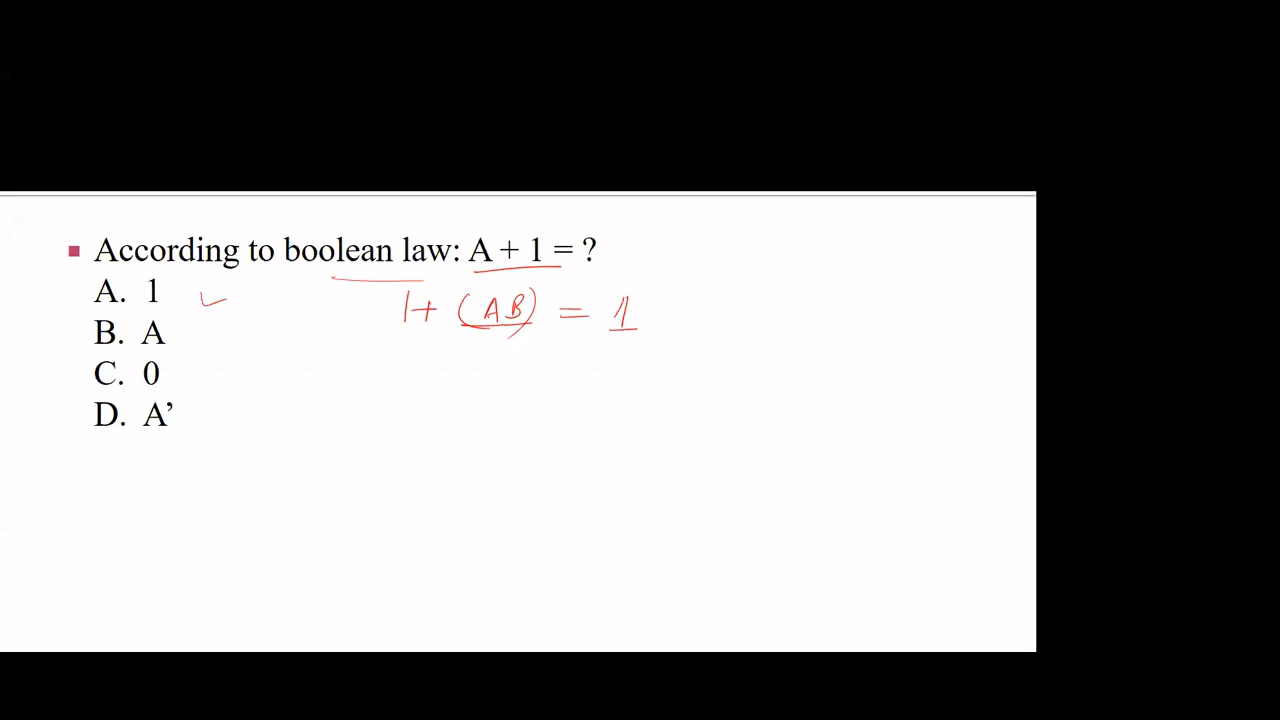 According to boolean law: A + 1 = ?
A. 1
1 + (AB) = 1
B. A
C. 0
D. A’